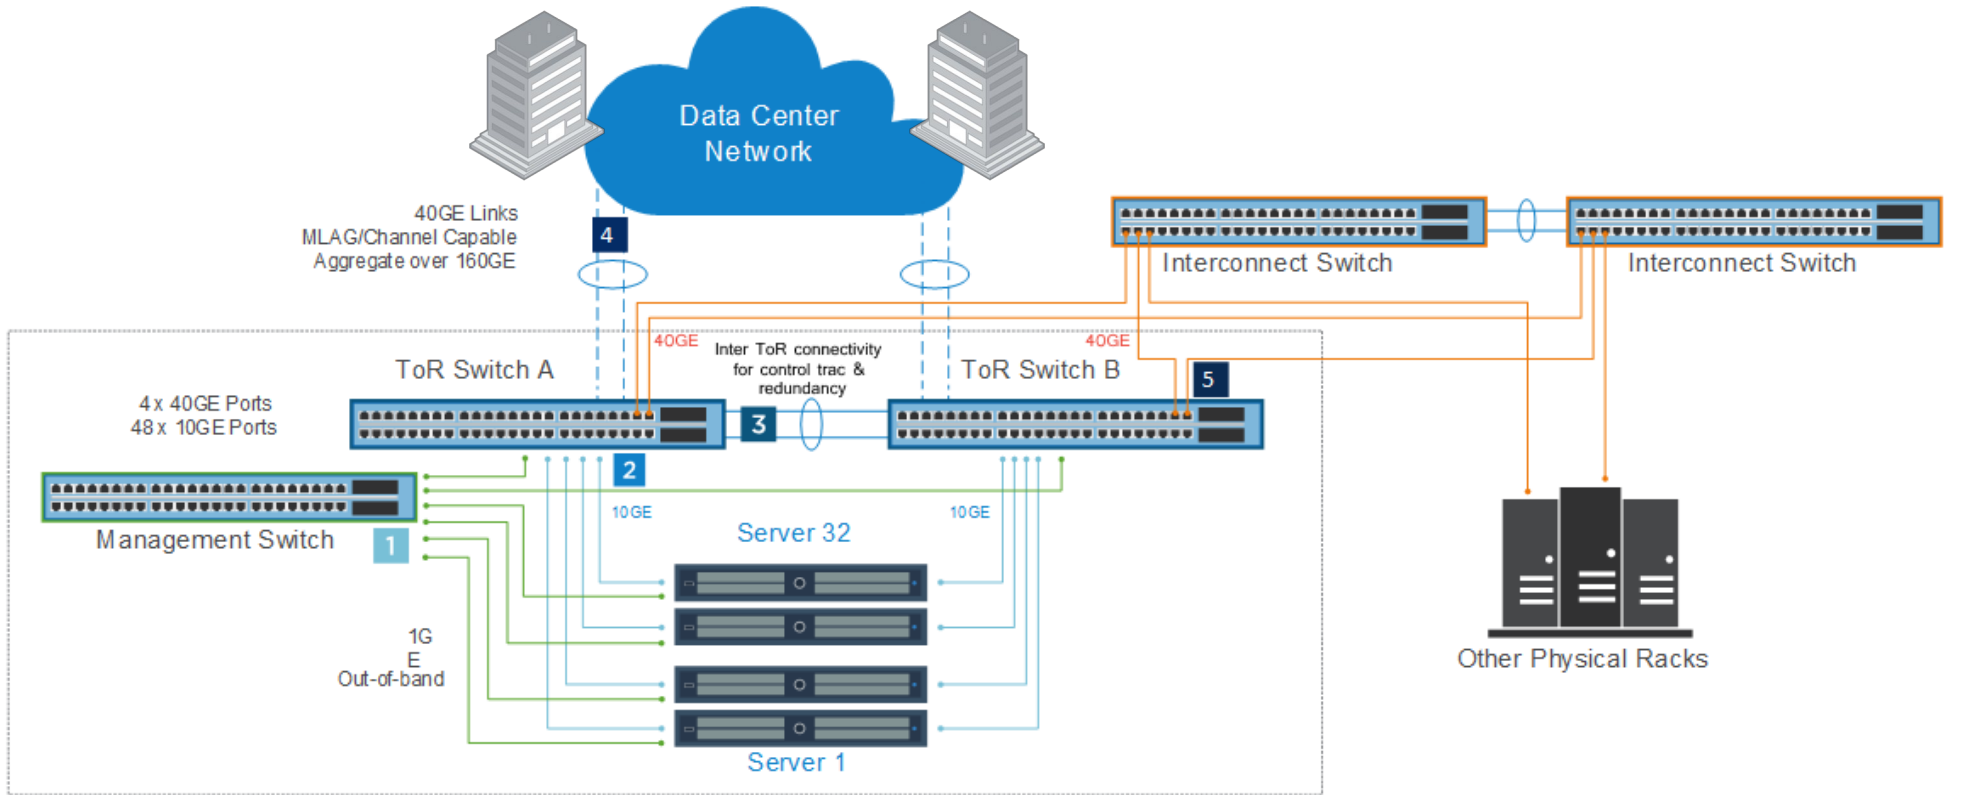 Data Center
Network
40GE Links
MLAG/Channel Capable
Aggregate over 160GE
4
Interconnect Switch
Interconnect Switch
40GE
Inter ToR connectivity
for control trac &
redundancy
40GE
ToR Switch A
ToR Switch B
5
4 x 40GE Ports
48 x 10GE Ports
3
2
10GE
10GE
Management Switch
1
Server 32
1G
E
Out-of-band
Other Physical Racks
Server 1